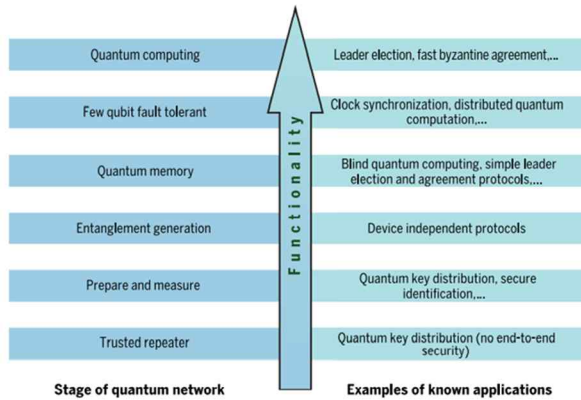 Quantum computing
Leader election, fast byzantine agreement,...
Few qubit fault tolerant
Clock synchronization, distributed quantum
computation,...
Quantum memory
Blind quantum computing, simple leader
election and agreement protocols,...
Entanglement generation
Device independent protocols
Prepare and measure
Quantum key distribution, secure
identification,...
Trusted repeater
Quantum key distribution (no end-to-end
security)
Functionality
Stage of quantum network
Examples of known applications